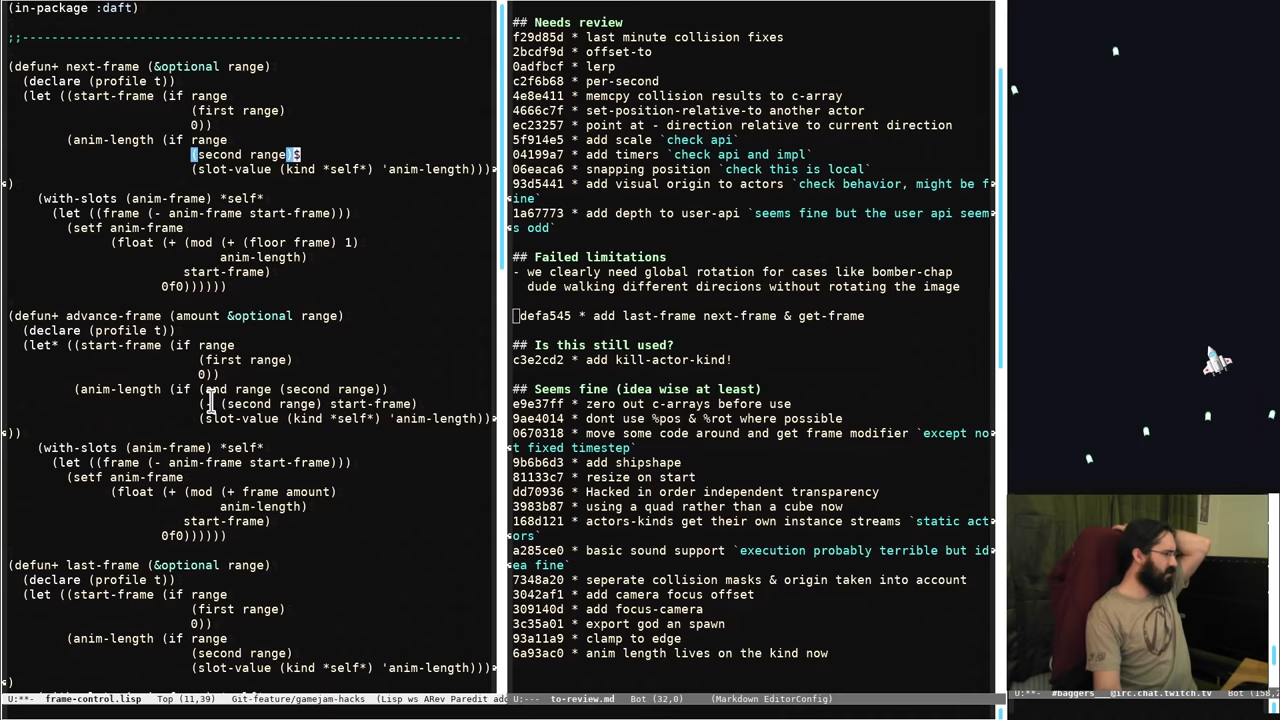 (in-package :daft)
;;------------------------------------------------------------
(defun+ next-frame (&optional range)
(declare (profile t))
(let ((start-frame (if range
(first range)
0))
(anim-length (if range
(second range)$
(slot-value (kind *self*) 'anim-length)))
)
(with-slots (anim-frame) *self*
(let ((frame (- anim-frame start-frame)))
(setf anim-frame
(float (+ (mod (+ (floor frame) 1)
anim-length)
start-frame)
0f0))))))
(defun+ advance-frame (amount &optional range)
(declare (profile t))
(let* ((start-frame (if range
(first range)
0))
(anim-length (if (and range (second range))
(second range) start-frame)
(slot-value (kind *self*) 'anim-length)))
))
(with-slots (anim-frame) *self*
(let ((frame (- anim-frame start-frame)))
(setf anim-frame
(float (+ (mod (+ frame amount)
anim-length)
start-frame)
0f0))))))
(defun+ last-frame (&optional range)
(declare (profile t))
(let ((start-frame (if range
(first range)
0))
(anim-length (if range
(second range)
(slot-value (kind *self*) 'anim-length)))
)
U:**- frame-control.lisp Top (11,39) Git-feature/gamejam-hacks (Lisp ws ARev Paredit adoc
## Needs review
f29d85d * last minute collision fixes
2bcdf9d * offset-to
0adfbcf * lerp
c2f6b68 * per-second
4e8e411 * memcpy collision results to c-array
4666c7f * set-position-relative-to another actor
ec23257 * point at - direction relative to current direction
5f914e5 * add scale `check api`
04199a7 * add timers `check api and impl`
06eaca6 * snapping position `check this is local`
93d5441 * add visual origin to actors `check behavior, might be f
ine`
1a67773 * add depth to user-api `seems fine but the user api seem
s odd`
## Failed limitations
- we clearly need global rotation for cases like bomber-chap
dude walking different direcions without rotating the image
defa545 * add last-frame next-frame & get-frame
## Is this still used?
c3e2cd2 * add kill-actor-kind!
## Seems fine (idea wise at least)
e9e37ff * zero out c-arrays before use
9ae4014 * dont use %pos & %rot where possible
0670318 * move some code around and get frame modifier `except no
t fixed timestep`
9b6b6d3 * add shipshape
81133c7 * resize on start
dd70936 * Hacked in order independent transparency
3983b87 * using a quad rather than a cube now
168d121 * actors-kinds get their own instance streams `static act
ors`
a285ce0 * basic sound support `execution probably terrible but id
ea fine`
7348a20 * seperate collision masks & origin taken into account
3042af1 * add camera focus offset
309140d * add focus-camera
3c35a01 * export god an spawn
93a11a9 * clamp to edge
6a93ac0 * anim length lives on the kind now
U:--- to-review.md Bot (32,0) (Markdown EditorConfig)
U:**- #baggers___@irc.chat.twitch.tv Bot (158,2